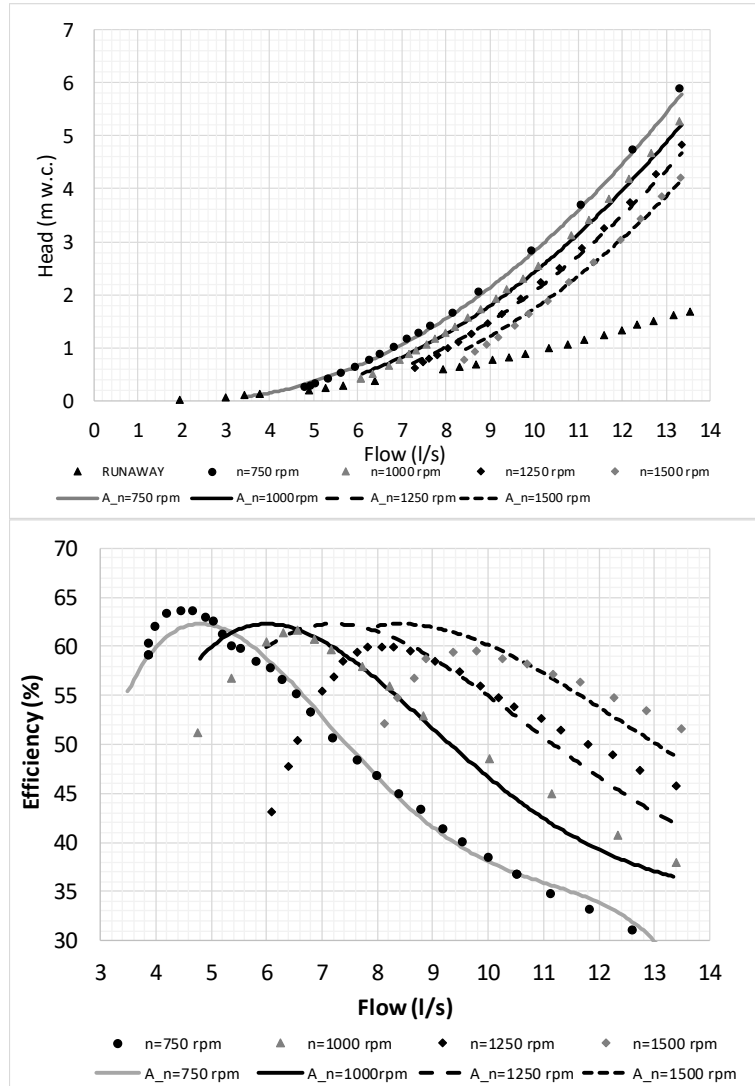 7
6
5
4
3
2
1
0
Head (m w.c.)
0 1 2 3 4 5 6 7 8 9 10 11 12 13 14
Flow (l/s)
RUNAWAY n=750 rpm n=1000 rpm n=1250 rpm n=1500 rpm
A_n=750 rpm A_n=1000rpm A_n=1250 rpm A_n=1500 rpm
70
65
60
55
50
45
40
35
30
Efficiency (%)
3 4 5 6 7 8 9 10 11 12 13 14
Flow (l/s)
n=750 rpm n=1000 rpm n=1250 rpm n=1500 rpm
A_n=750 rpm A_n=1000rpm A_n=1250 rpm A_n=1500 rpm